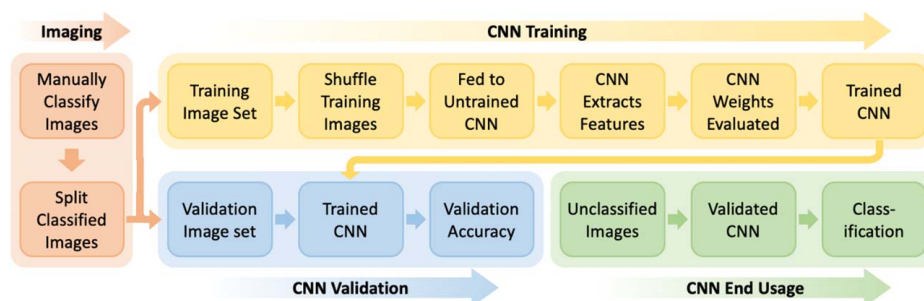 Imaging
CNN Training
Manually
Classify
Images
Training
Image Set
Shuffle
Training
Images
Fed to
Untrained
CNN
CNN
Extracts
Features
CNN
Weights
Evaluated
Trained
CNN
Split
Classified
Images
Validation
Image set
Trained
CNN
Validation
Accuracy
Unclassified
Images
Validated
CNN
Class-
ification
CNN Validation
CNN End Usage